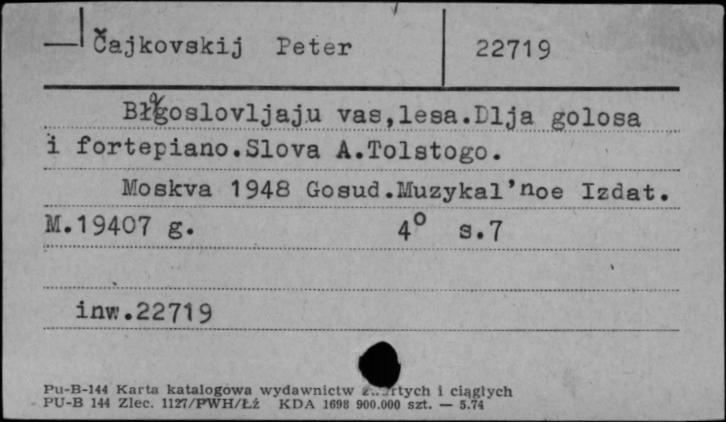 Čajkovskij Peter 22719
Błagoslovljaju vas,lesa.Dlja golosa
i fortepiano.Slova A.Tolstogo.
Moskva 1948 Gosud.Muzykal'noe Izdat.
M.19407 g. 4° s.7
inw.22719
Pu-B-144 Karta katalogowa wydawnictw i ciągłych
PU-B 144 Zlec. 1127/PWH/Łź KDA 1698 900.000 szt. — 5.74